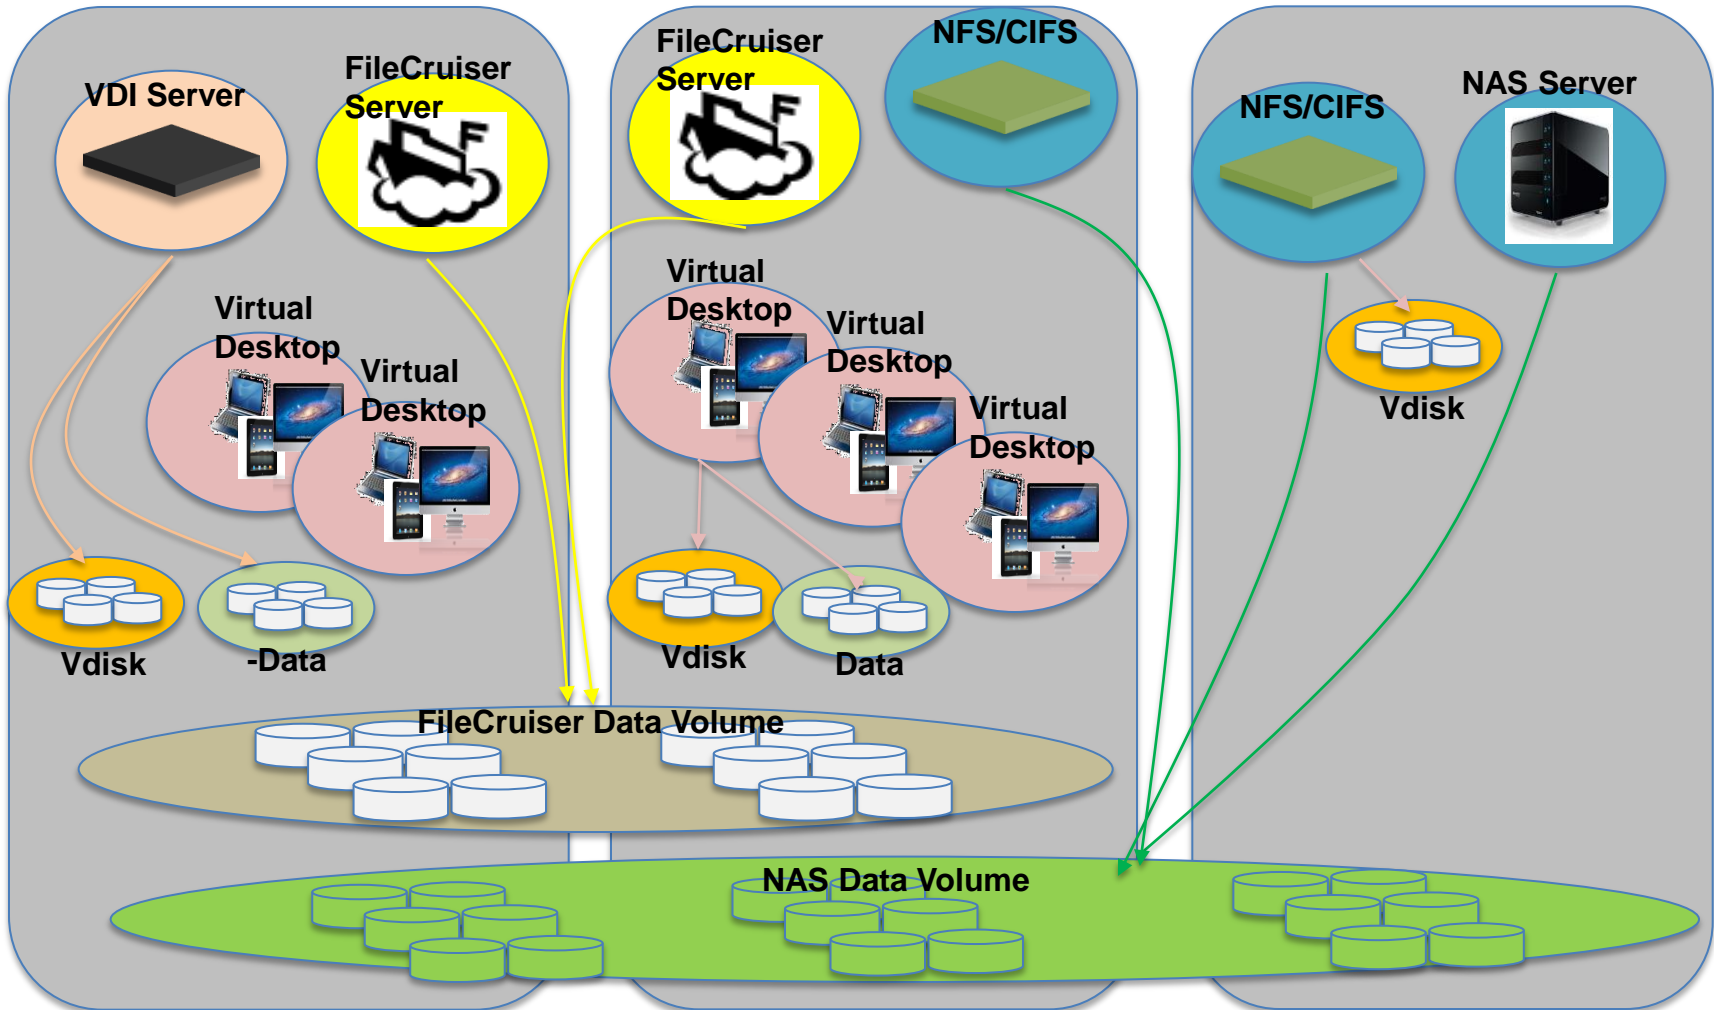 VDI Server
FileCruiser
Server
F
Virtual
Desktop
Virtual
Desktop
Vdisk
-Data
FileCruiser
Server
F
NFS/CIFS
Virtual
Desktop
Virtual
Desktop
Virtual
Desktop
Vdisk
Data
NFS/CIFS
NAS Server
Vdisk
FileCruiser Data Volume
NAS Data Volume